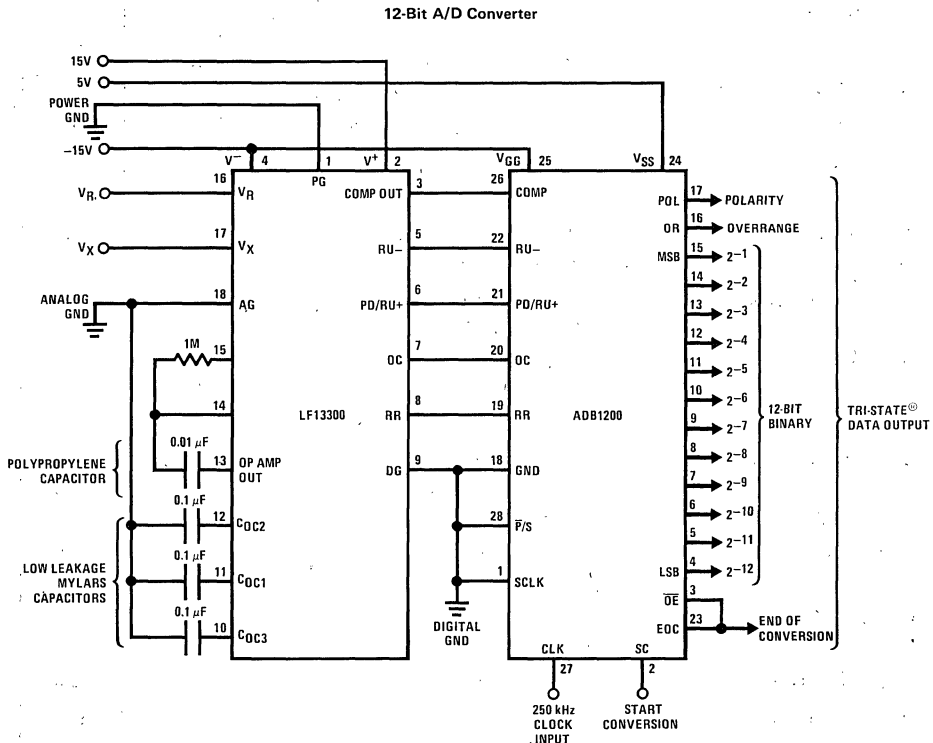 12-Bit A/D Converter
15V
5V
POWER
GND
–15V
V– 4
1
PG
V+ 2
VGG 25
VSS 24
VR
VX
ANALOG
GND
1M
0.01 µF
POLYPROPYLENE
CAPACITOR
0.1 µF
LOW LEAKAGE
MYLARS
CAPACITORS
0.1 µF
0.1 µF
16 VR
17 VX
18 AG
15
14
13 OP AMP
OUT
12 COC2
11 COC1
10 COC3
LF13300
COMP OUT 3
RU– 5
PD/RU+ 6
OC 7
RR 8
DG 9
DIGITAL
GND
26 COMP
22 RU–
21 PD/RU+
20 OC
19 RR
18 GND
28 P̅/S
1 SCLK
ADB1200
POL 17 POLARITY
OR 16 OVERRANGE
MSB 15 2–1
14 2–2
13 2–3
12 2–4
11 2–5
10 2–6
9 2–7
8 2–8
7 2–9
6 2–10
5 2–11
LSB 4 2–12
O̅E̅ 3
EOC 23
END OF
CONVERSION
12-BIT
BINARY
TRI-STATE®
DATA OUTPUT
CLK
27
SC
2
250 kHz
CLOCK
INPUT
START
CONVERSION